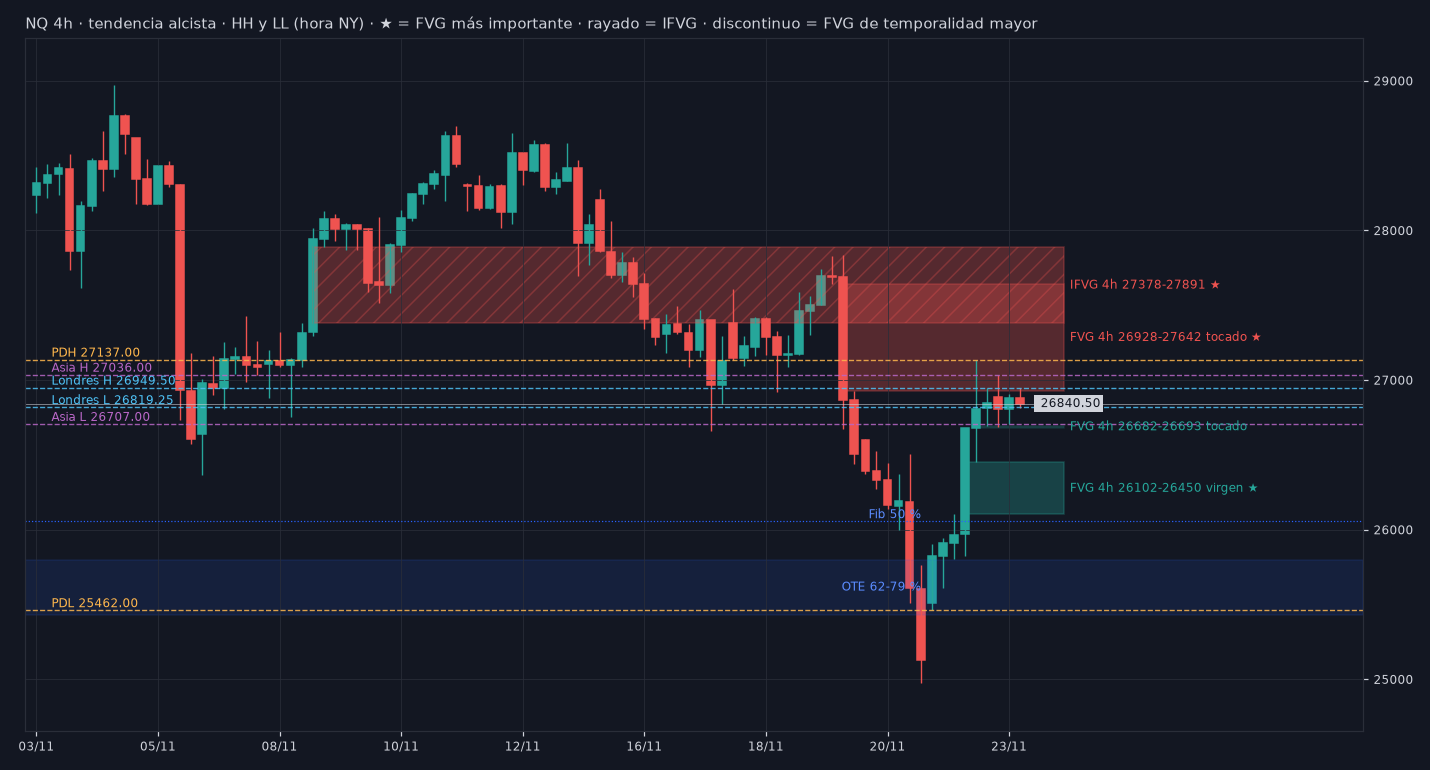 NQ 4h · tendencia alcista · HH y LL (hora NY) · ★ = FVG más importante · rayado = IFVG · discontinuo = FVG de temporalidad mayor
29000
28000
IFVG 4h 27378-27891 ★
FVG 4h 26928-27642 tocado ★
PDH 27137.00
Asia H 27036.00
Londres H 26949.50
27000
Londres L 26819.25
26840.50
Asia L 26707.00
FVG 4h 26682-26693 tocado
FVG 4h 26102-26450 virgen ★
Fib 50 %
26000
OTE 62-79 %
PDL 25462.00
25000
03/11 05/11 08/11 10/11 12/11 16/11 18/11 20/11 23/11